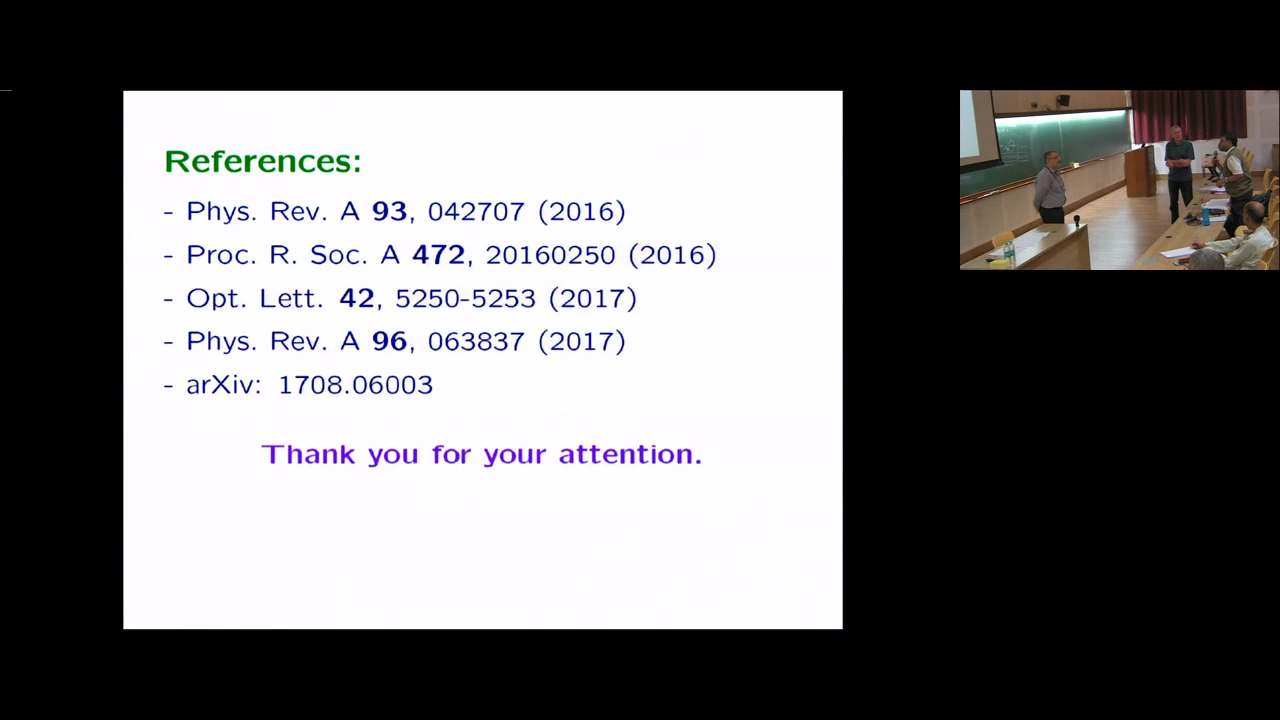 References:
- Phys. Rev. A 93, 042707 (2016)
- Proc. R. Soc. A 472, 20160250 (2016)
- Opt. Lett. 42, 5250-5253 (2017)
- Phys. Rev. A 96, 063837 (2017)
- arXiv: 1708.06003
Thank you for your attention.